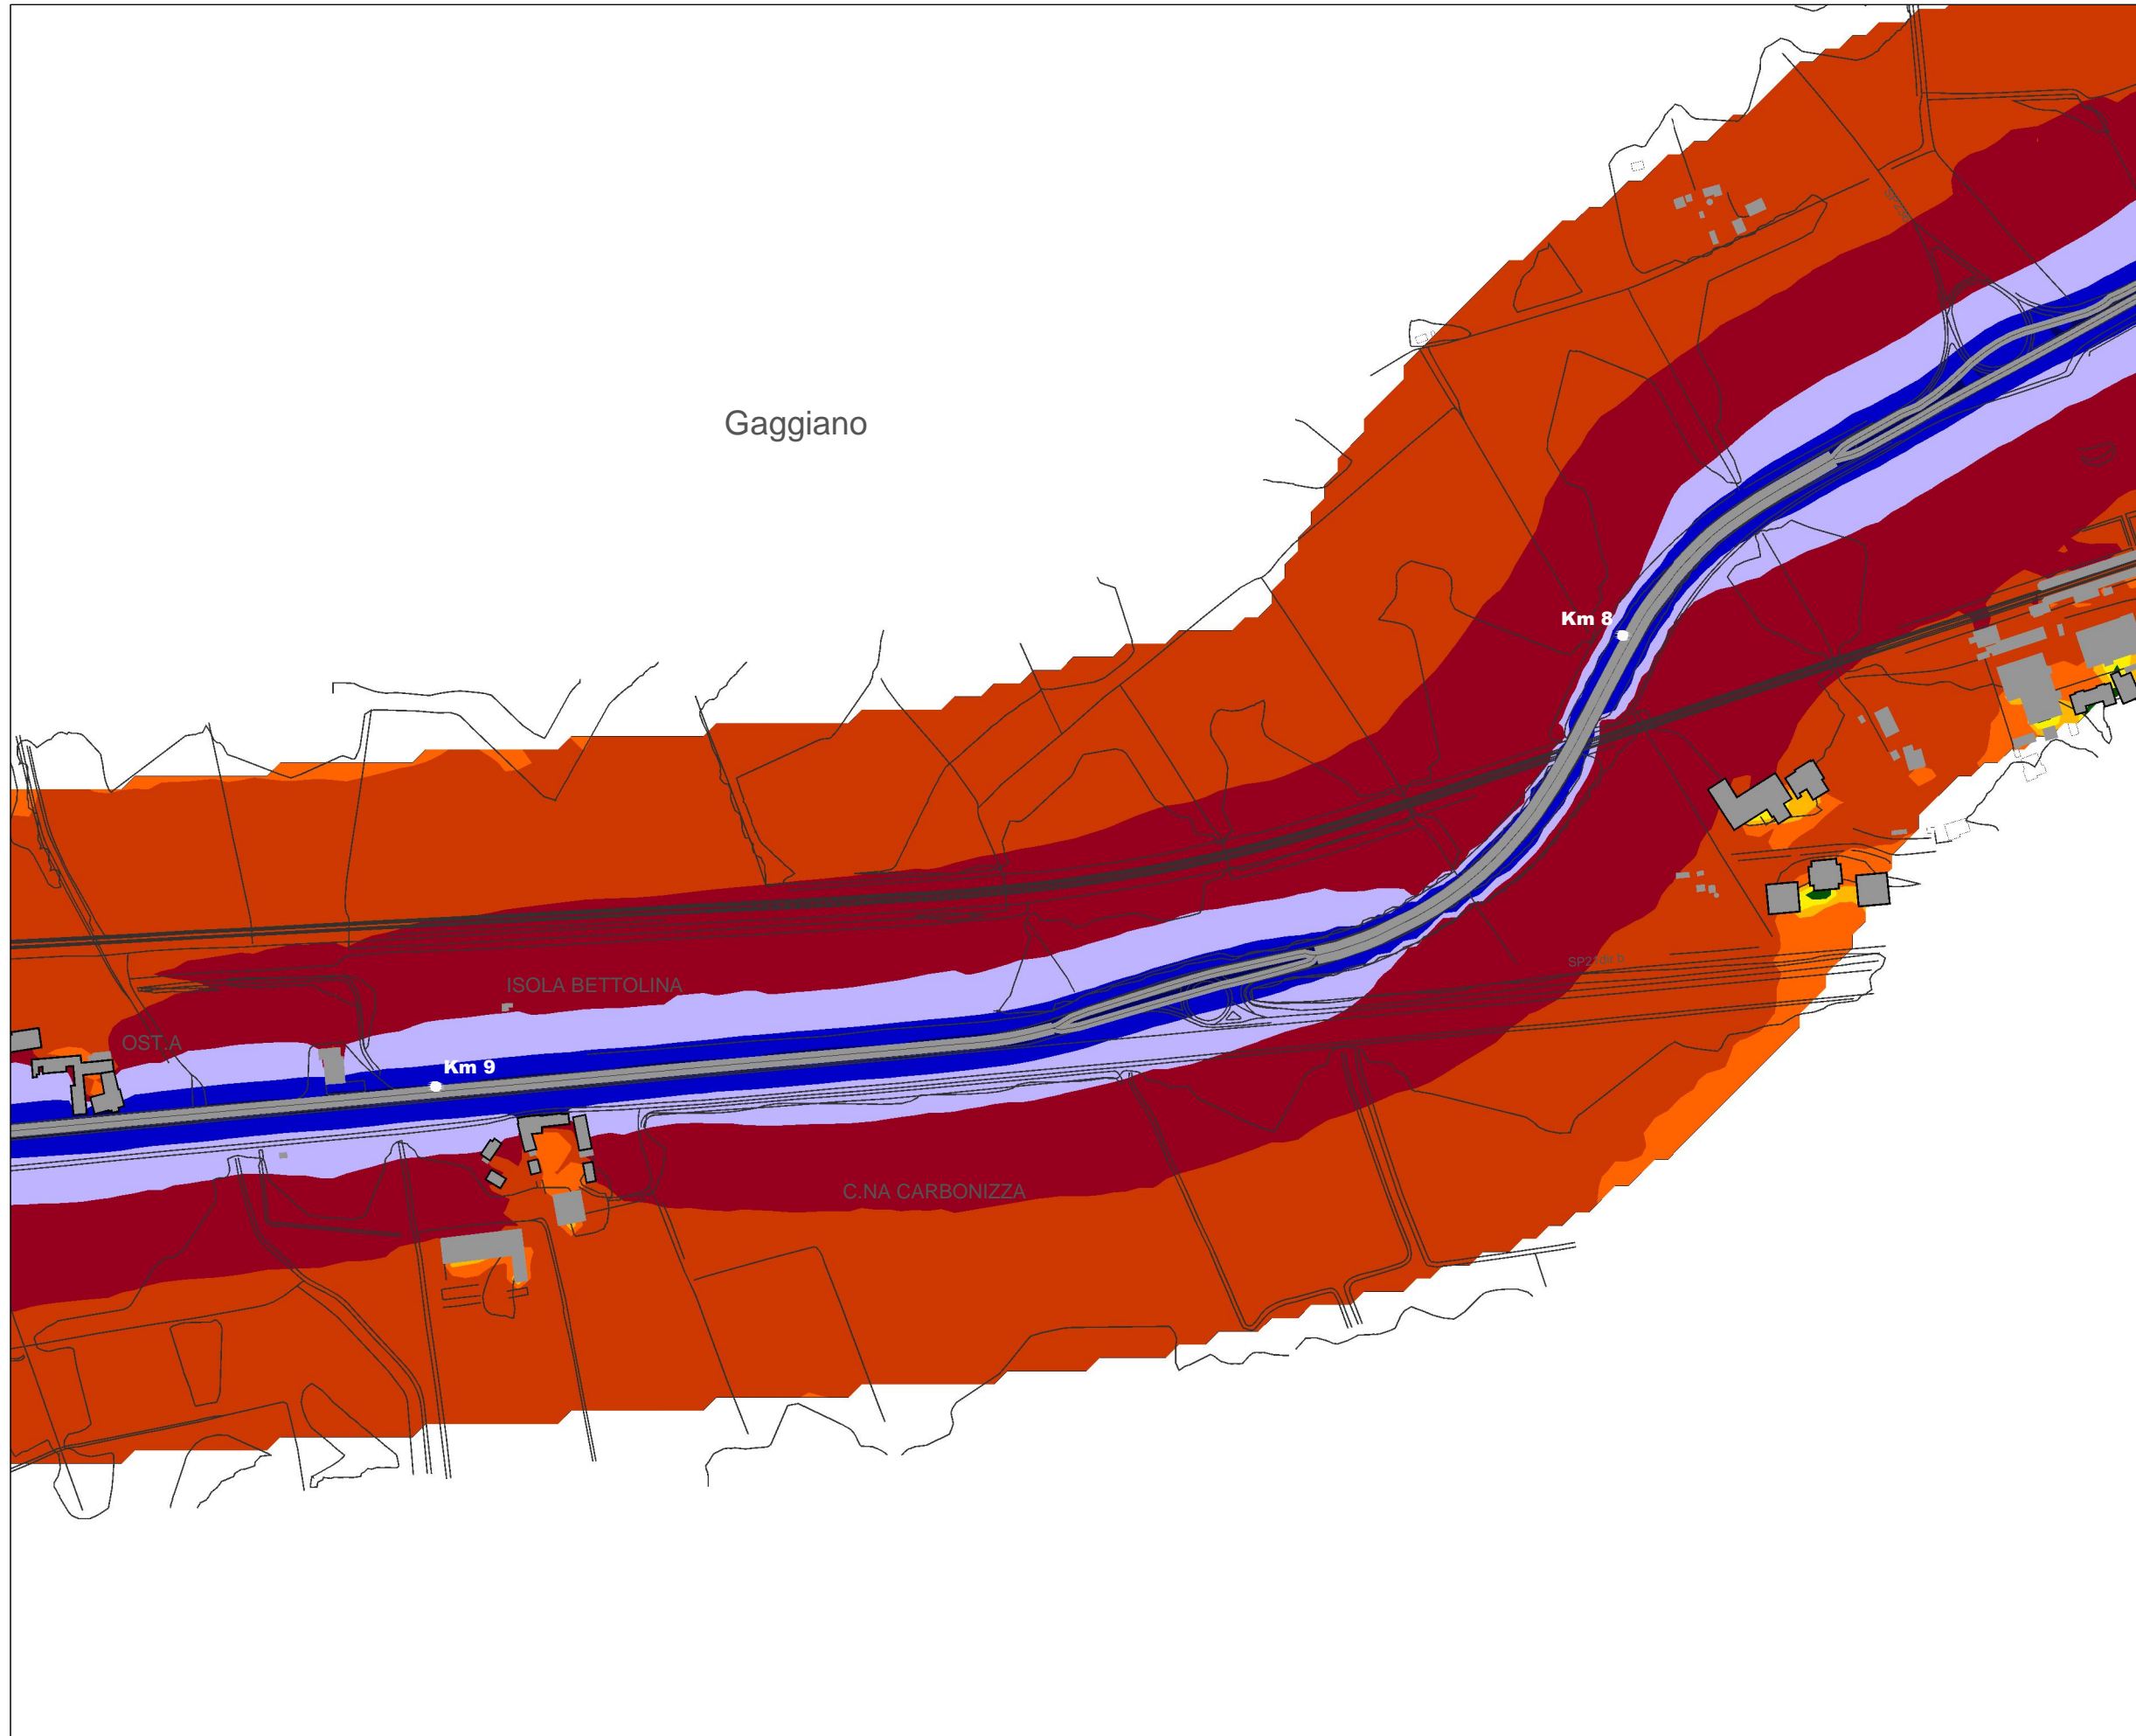 Gaggiano
Km 8
ISOLA BETTOLINA
OST.A
Km 9
C.NA CARBONIZZA